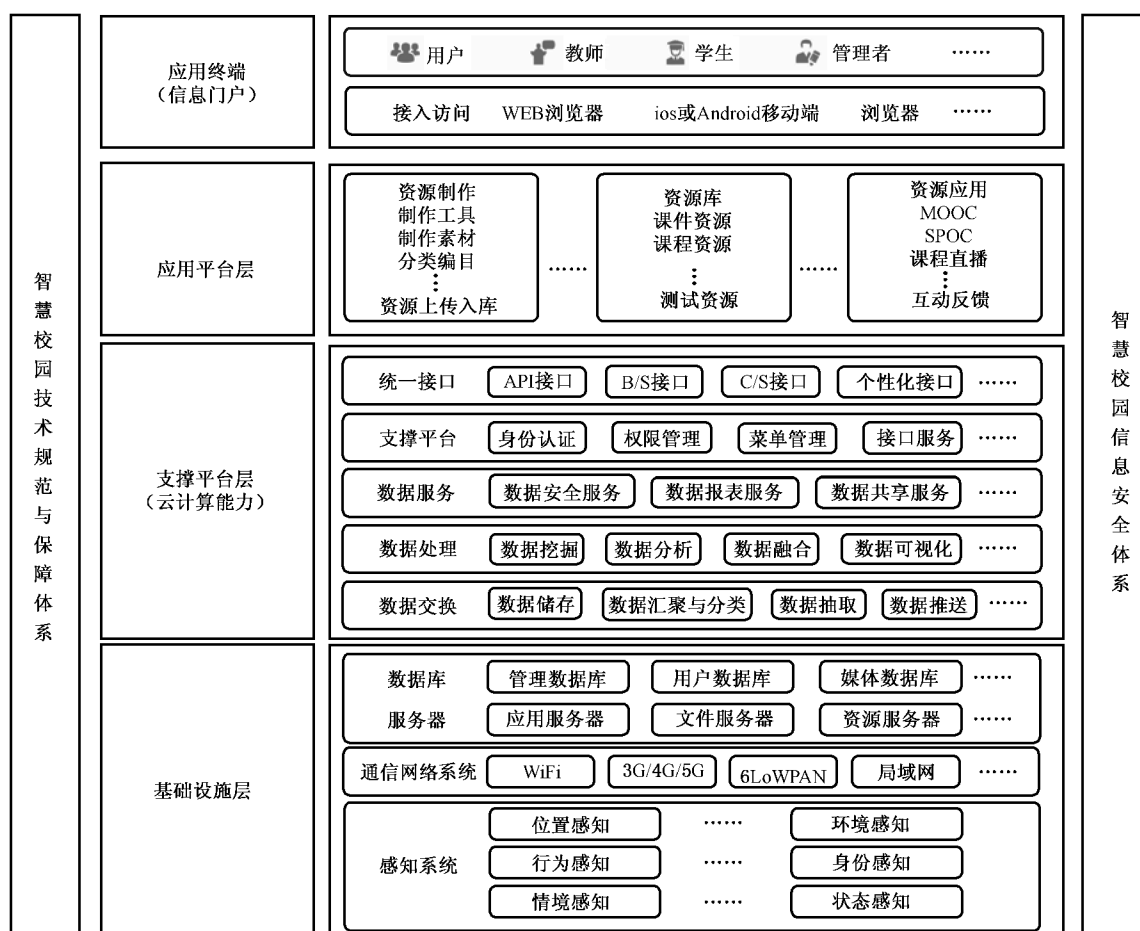 智慧校园技术规范与保障体系
应用终端
（信息门户）
用户 教师 学生 管理者 ……
接入访问 WEB浏览器 ios或Android移动端 浏览器 ……
应用平台层
资源制作
制作工具
制作素材
分类编目
⋮
资源上传入库
……
资源库
课件资源
课程资源
⋮
测试资源
……
资源应用
MOOC
SPOC
课程直播
⋮
互动反馈
支撑平台层
（云计算能力）
统一接口 API接口 B/S接口 C/S接口 个性化接口 ……
支撑平台 身份认证 权限管理 菜单管理 接口服务 ……
数据服务 数据安全服务 数据报表服务 数据共享服务 ……
数据处理 数据挖掘 数据分析 数据融合 数据可视化 ……
数据交换 数据储存 数据汇聚与分类 数据抽取 数据推送 ……
基础设施层
数据库 管理数据库 用户数据库 媒体数据库 ……
服务器 应用服务器 文件服务器 资源服务器 ……
通信网络系统 WiFi 3G/4G/5G 6LoWPAN 局域网 ……
感知系统
位置感知 …… 环境感知
行为感知 …… 身份感知
情境感知 …… 状态感知
智慧校园信息安全体系